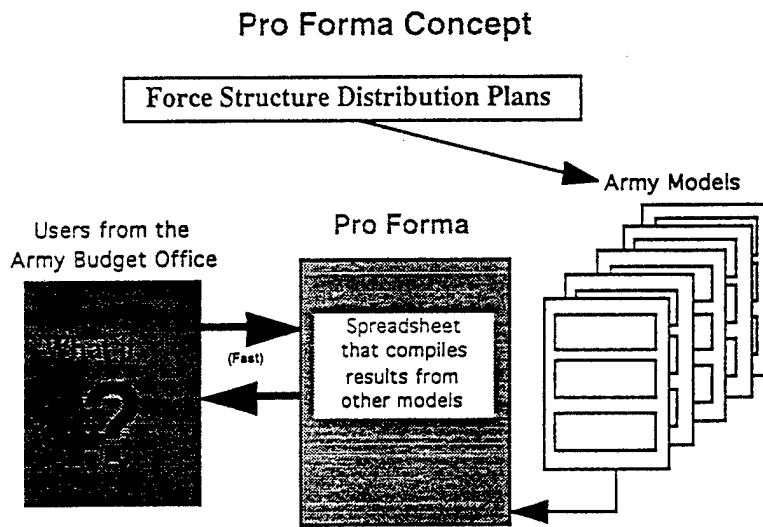 Pro Forma Concept
Force Structure Distribution Plans
Army Models
Users from the
Army Budget Office
Pro Forma
(Fast)
Spreadsheet
that compiles
results from
other models
?